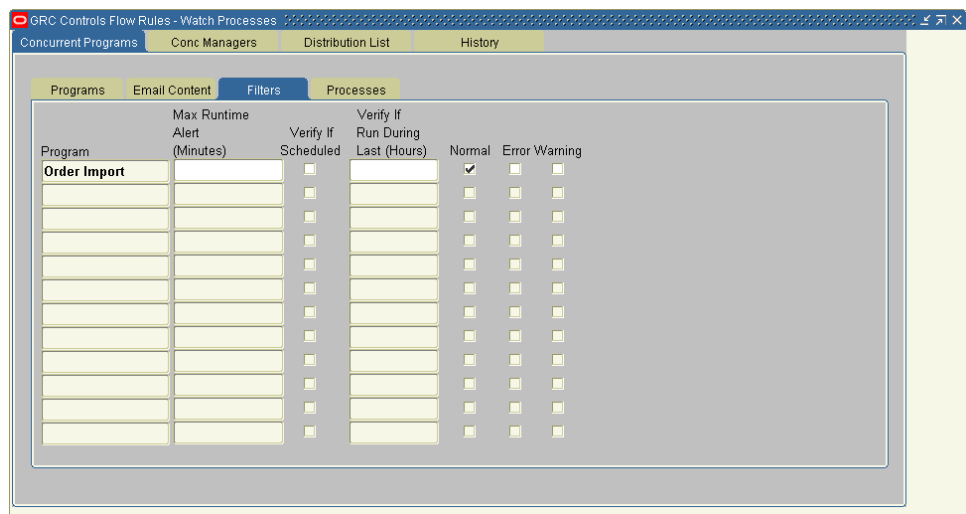 GRC Controls Flow Rules - Watch Processes
Concurrent Programs Conc Managers Distribution List History
Programs Email Content Filters Processes
Max Runtime Verify If
Alert Verify If Run During
Program (Minutes) Scheduled Last (Hours) Normal Error Warning
Order Import